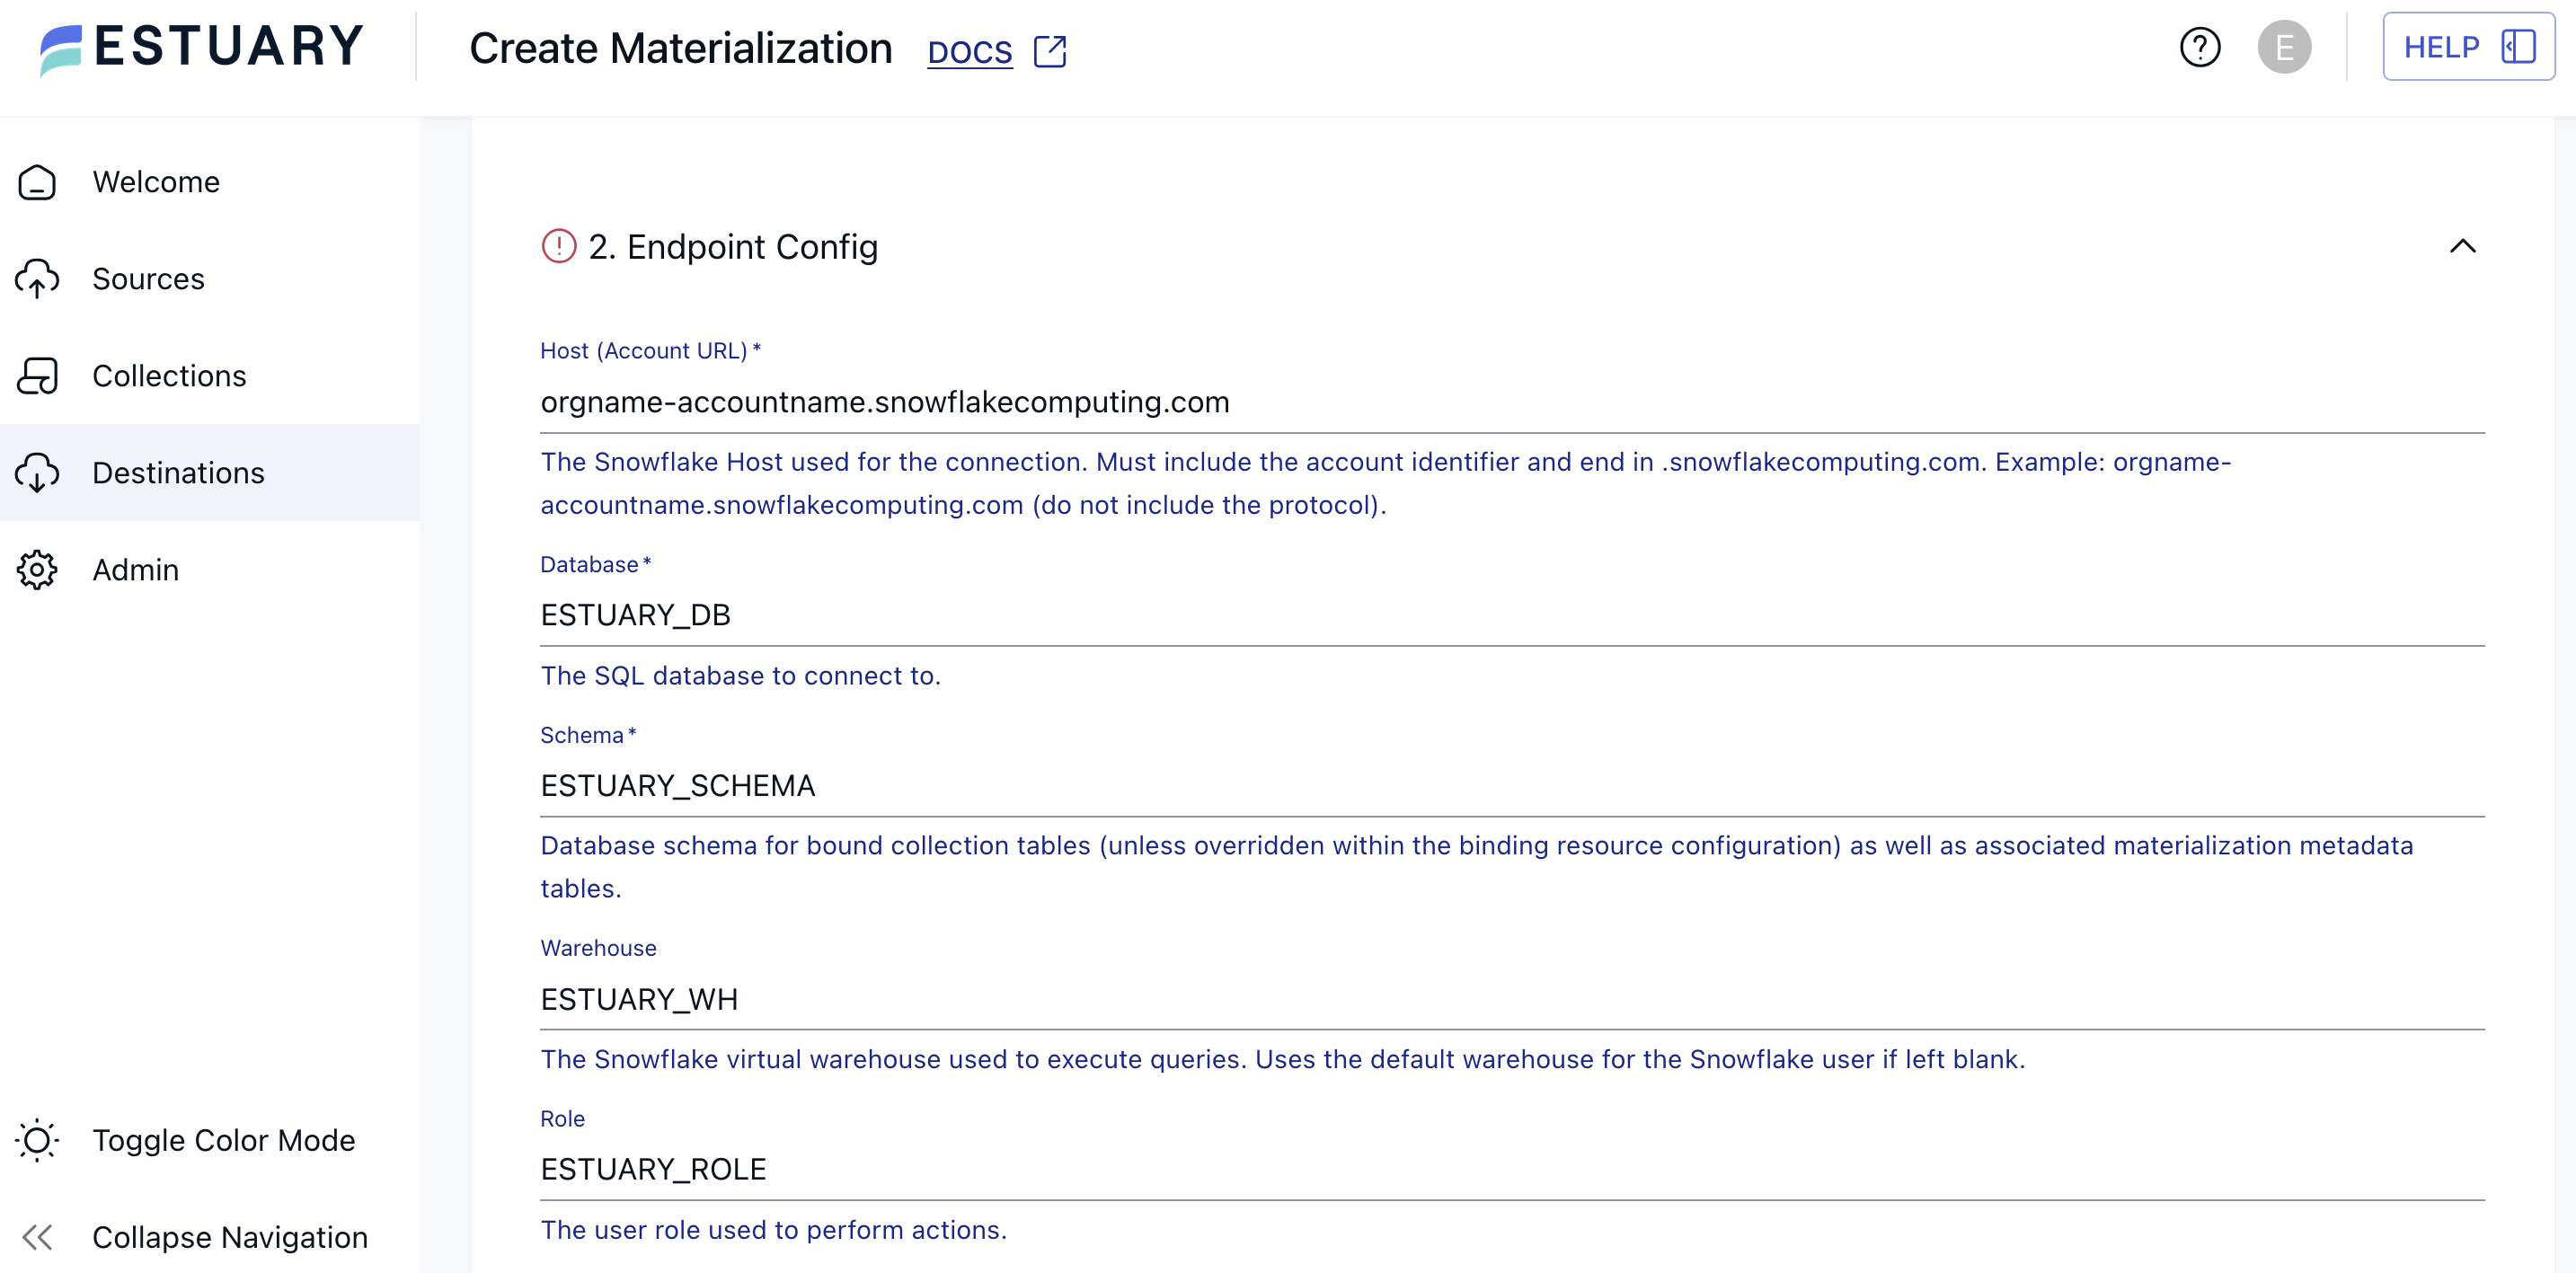 ESTUARY
Create Materialization DOCS
E
HELP
Welcome
Sources
Collections
Destinations
Admin
Toggle Color Mode
Collapse Navigation
2. Endpoint Config
Host (Account URL) *
orgname-accountname.snowflakecomputing.com
The Snowflake Host used for the connection. Must include the account identifier and end in .snowflakecomputing.com. Example: orgname-
accountname.snowflakecomputing.com (do not include the protocol).
Database *
ESTUARY_DB
The SQL database to connect to.
Schema *
ESTUARY_SCHEMA
Database schema for bound collection tables (unless overridden within the binding resource configuration) as well as associated materialization metadata
tables.
Warehouse
ESTUARY_WH
The Snowflake virtual warehouse used to execute queries. Uses the default warehouse for the Snowflake user if left blank.
Role
ESTUARY_ROLE
The user role used to perform actions.